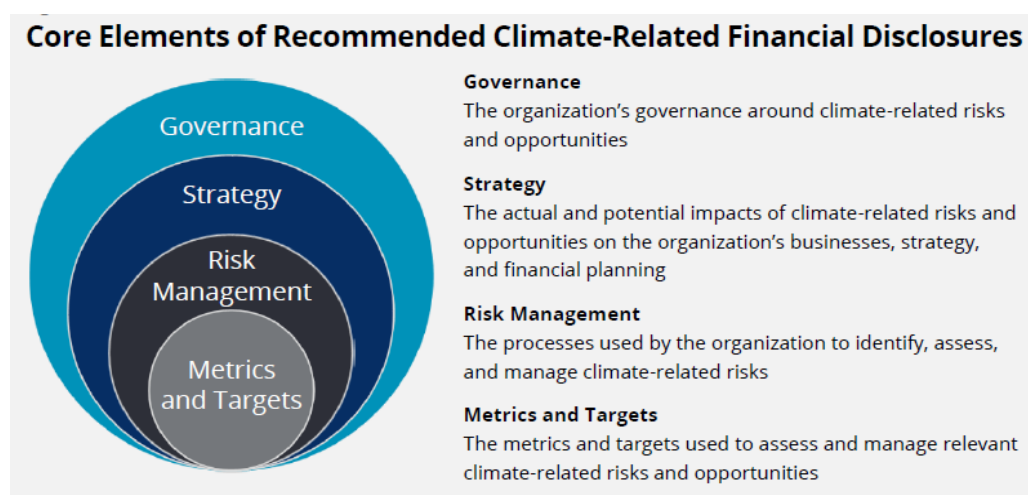 Core Elements of Recommended Climate-Related Financial Disclosures
Governance
Strategy
Risk
Management
Metrics
and Targets
Governance
The organization’s governance around climate-related risks
and opportunities
Strategy
The actual and potential impacts of climate-related risks and
opportunities on the organization’s businesses, strategy,
and financial planning
Risk Management
The processes used by the organization to identify, assess,
and manage climate-related risks
Metrics and Targets
The metrics and targets used to assess and manage relevant
climate-related risks and opportunities